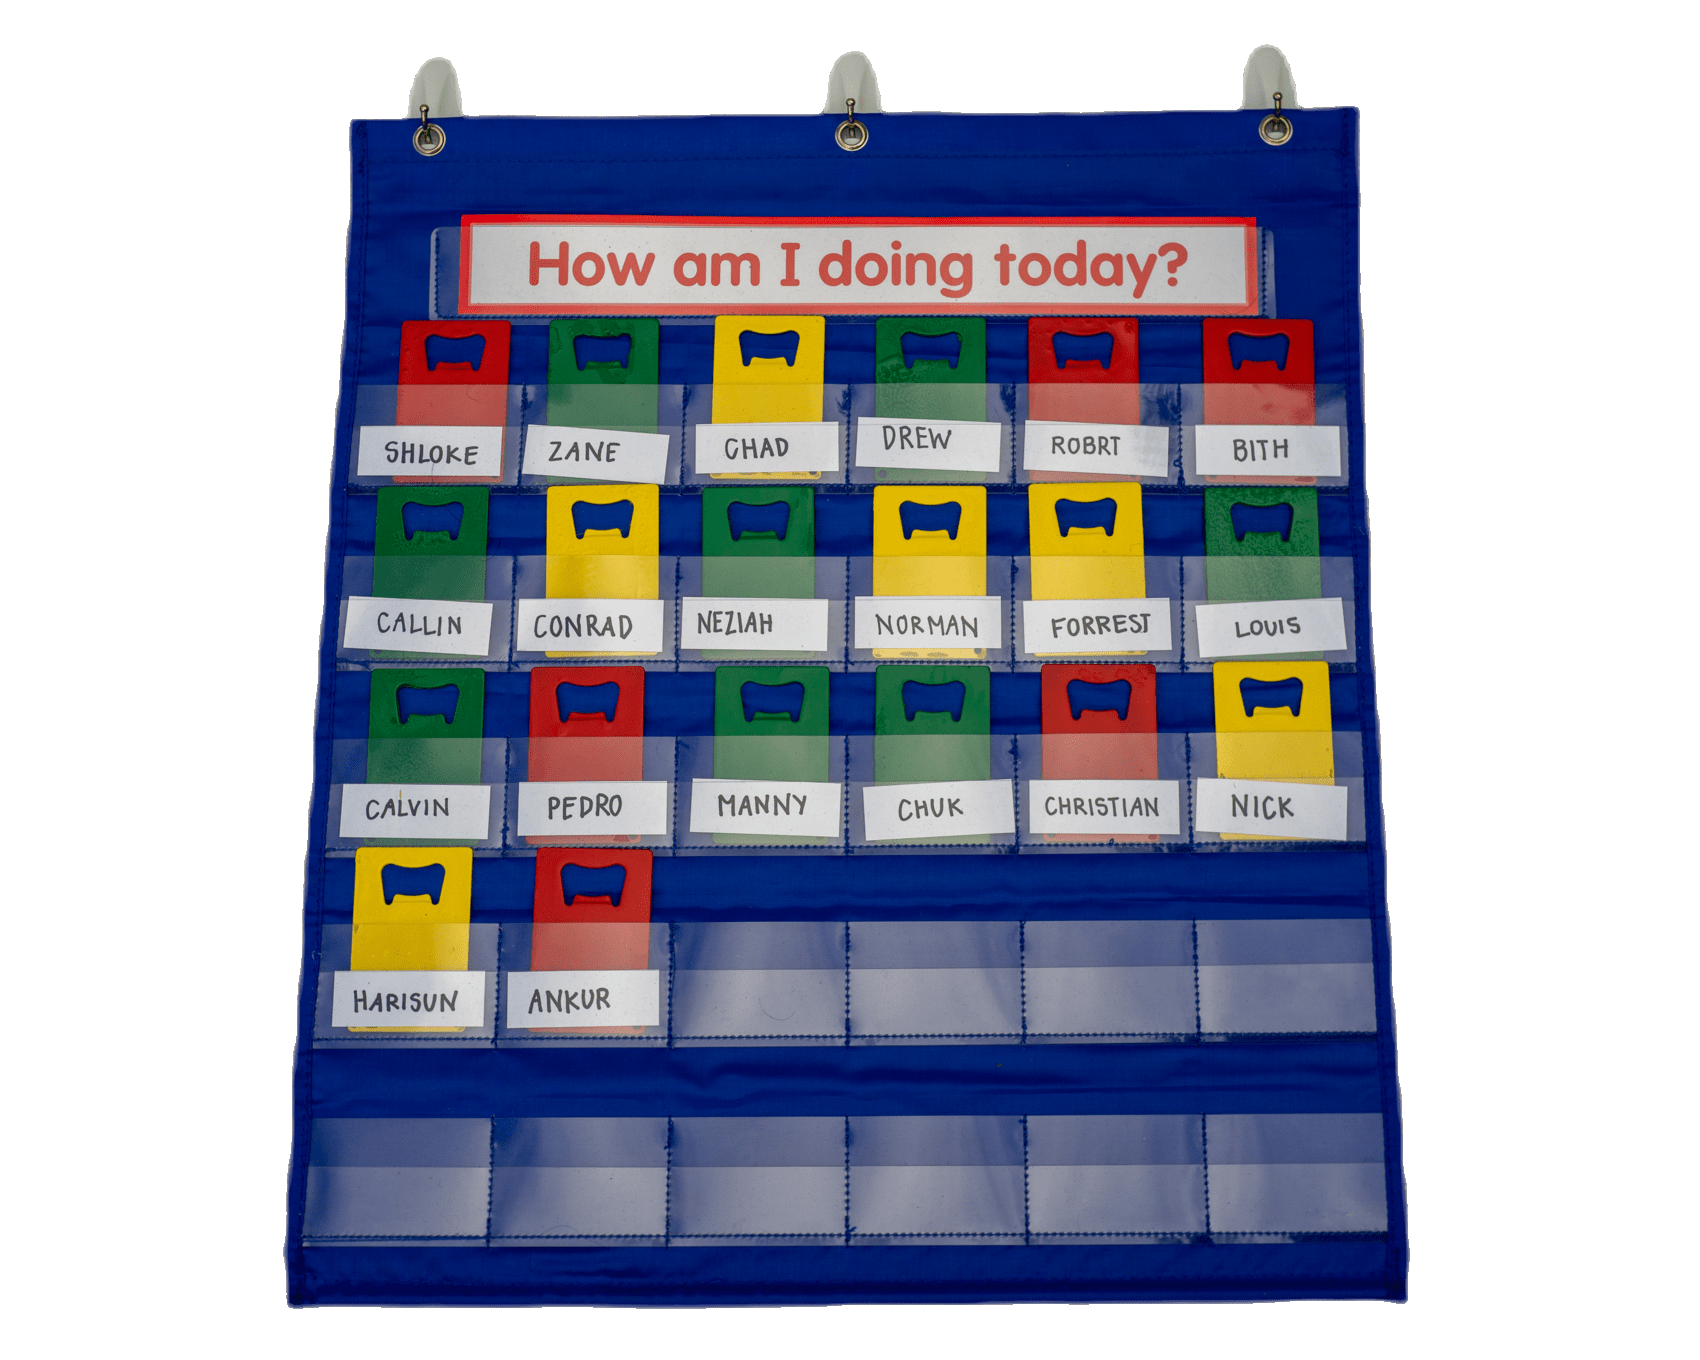 How am I doing today?
SHLOKE ZANE CHAD DREW ROBRT BITH
CALLIN CONRAD NEZIAH NORMAN FORREST LOUIS
CALVIN PEDRO MANNY CHUK CHRISTIAN NICK
HARISUN ANKUR